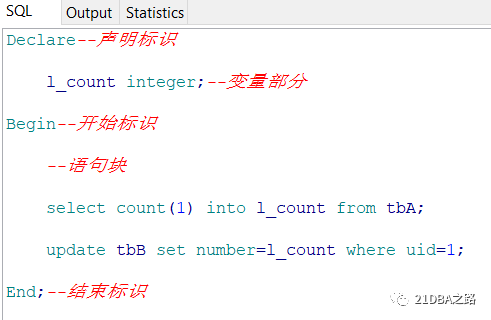 SQL Output Statistics
Declare--声明标识
l_count integer;--变量部分
Begin--开始标识
--语句块
select count(1) into l_count from tbA;
update tbB set number=l_count where uid=1;
End;--结束标识
21DBA之路